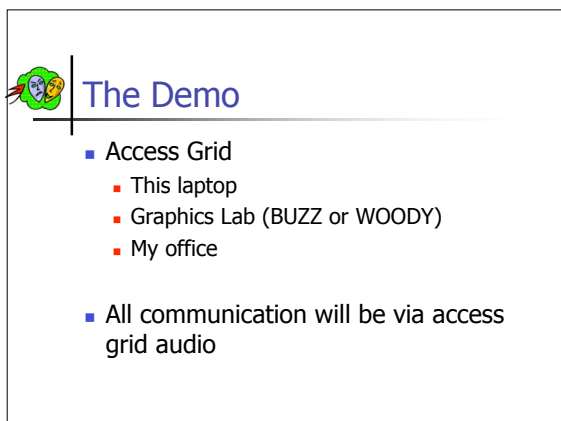 The Demo
Access Grid
This laptop
Graphics Lab (BUZZ or WOODY)
My office
All communication will be via access
grid audio